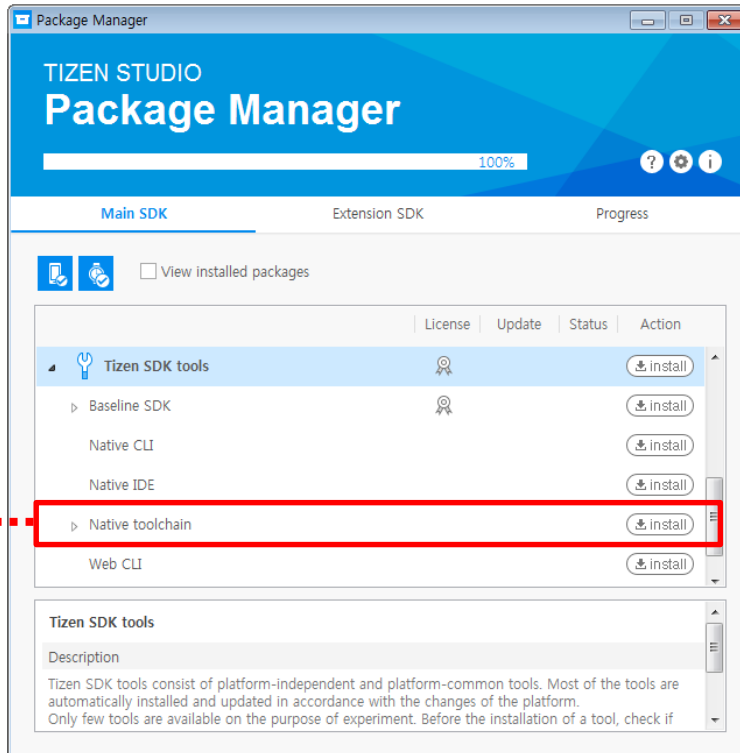 Package Manager
TIZEN STUDIO
Package Manager
100%
Main SDK
Extension SDK
Progress
View installed packages
License
Update
Status
Action
Tizen SDK tools
install
Baseline SDK
install
Native CLI
install
Native IDE
install
Native toolchain
install
Web CLI
install
Tizen SDK tools
Description
Tizen SDK tools consist of platform-independent and platform-common tools. Most of the tools are
automatically installed and updated in accordance with the changes of the platform.
Only few tools are available on the purpose of experiment. Before the installation of a tool, check if